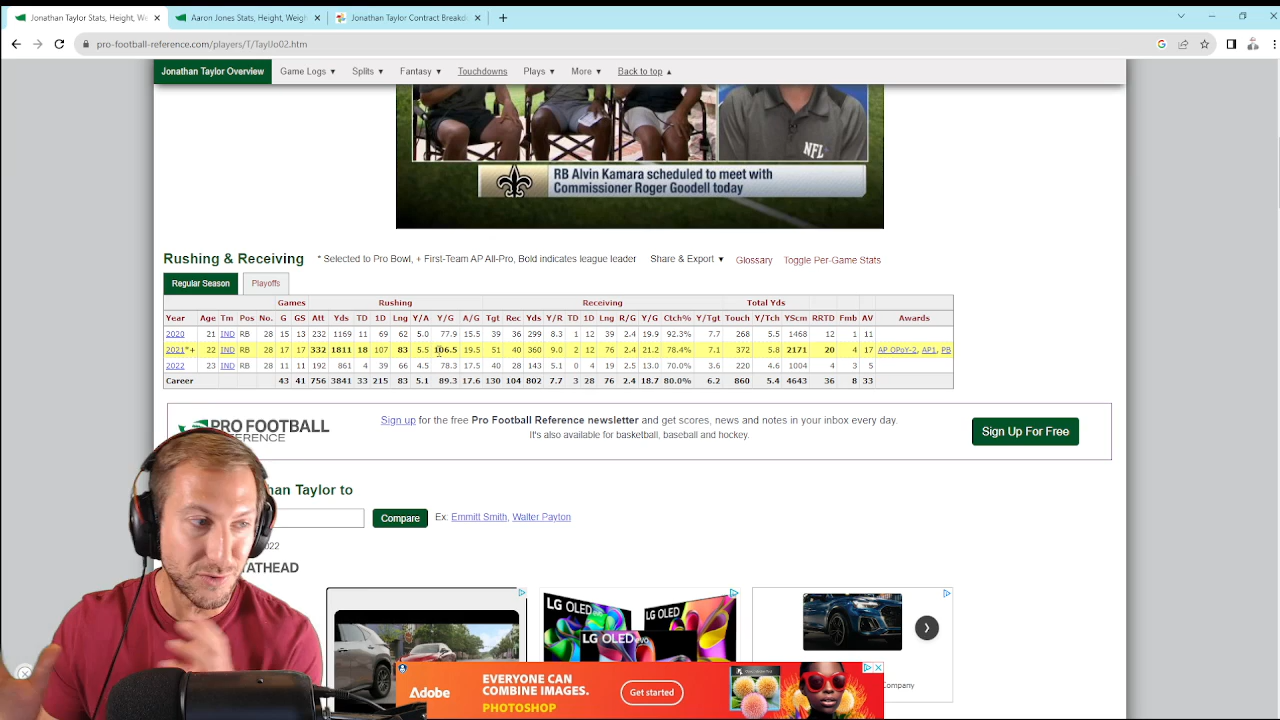 Jonathan Taylor Stats, Height, We
Aaron Jones Stats, Height, Weigh
Jonathan Taylor Contract Breakd
pro-football-reference.com/players/T/TaylJo02.htm
Jonathan Taylor Overview Game Logs ▼ Splits ▼ Fantasy ▼ Touchdowns Plays ▼ More ▼ Back to top ▲
NFL
RB Alvin Kamara scheduled to meet with
Commissioner Roger Goodell today
Rushing & Receiving * Selected to Pro Bowl, + First-Team AP All-Pro, Bold indicates league leader Share & Export ▼ Glossary Toggle Per-Game Stats
Regular Season Playoffs
Games Rushing Receiving Total Yds
Year Age Tm Pos No. G GS Att Yds TD 1D Lng Y/A Y/G A/G Tgt Rec Yds Y/R TD 1D Lng R/G Y/G Ctch% Y/Tgt Touch Y/Tch YScm RRTD Fmb AV Awards
2020 21 IND RB 28 15 13 232 1169 11 69 62 5.0 77.9 15.5 39 36 299 8.3 1 12 39 2.4 19.9 92.3% 7.7 268 5.5 1468 12 1 11
2021*+ 22 IND RB 28 17 17 332 1811 18 107 83 5.5 106.5 19.5 51 40 360 9.0 2 12 76 2.4 21.2 78.4% 7.1 372 5.8 2171 20 4 17 AP OPoY-2, AP1, PB
2022 23 IND RB 28 11 11 192 861 4 39 66 4.5 78.3 17.5 40 28 143 5.1 0 4 19 2.5 13.0 70.0% 3.6 220 4.6 1004 4 3 5
Career 43 41 756 3841 33 215 83 5.1 89.3 17.6 130 104 802 7.7 3 28 76 2.4 18.7 80.0% 6.2 860 5.4 4643 36 8 33
PRO FOOTBALL
ERENCE
Sign up for the free Pro Football Reference newsletter and get scores, news and notes in your inbox every day.
It's also available for basketball, baseball and hockey.
Sign Up For Free
han Taylor to
Compare Ex: Emmitt Smith, Walter Payton
2022
ATHEAD
LG OLED evo
LG OLED
LG OLED
Company
Adobe
EVERYONE CAN
COMBINE IMAGES.
PHOTOSHOP
Get started